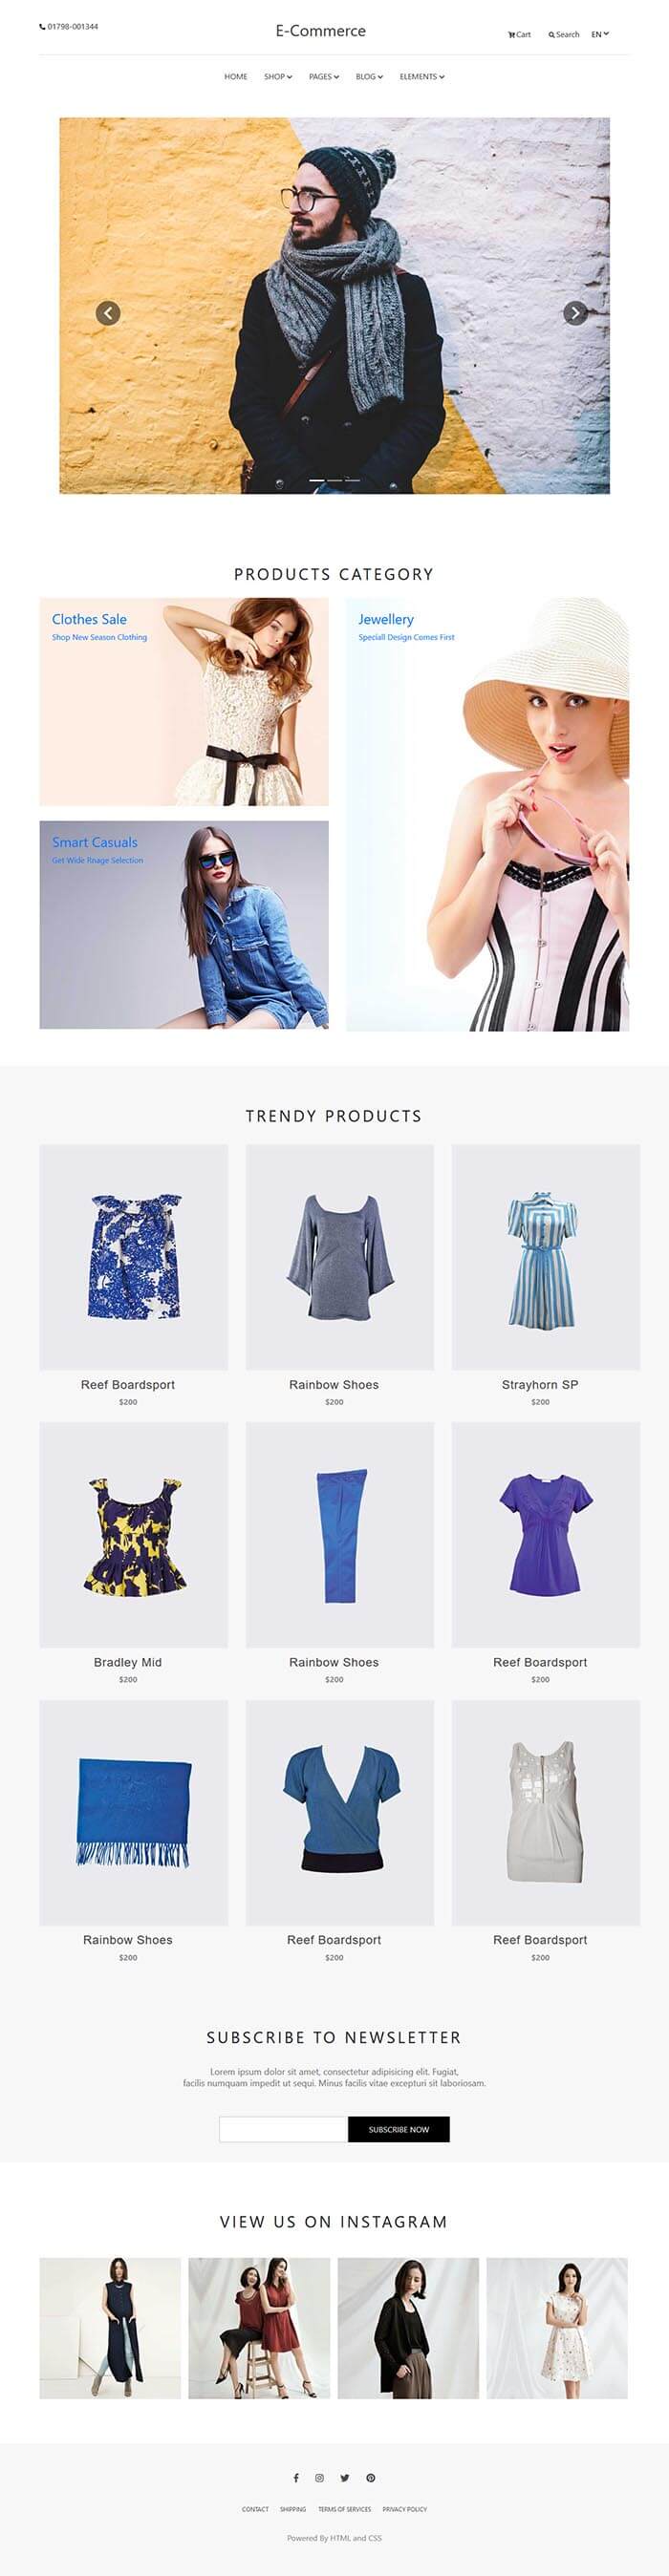 01798-001344
E-Commerce
Cart
Search
EN
HOME
SHOP
PAGES
BLOG
ELEMENTS
PRODUCTS CATEGORY
Clothes Sale
Shop New Season Clothing
Jewellery
Speciall Design Comes First
Smart Casuals
Get Wide Rnage Selection
TRENDY PRODUCTS
Reef Boardsport
$200
Rainbow Shoes
$200
Strayhorn SP
$200
Bradley Mid
$200
Rainbow Shoes
$200
Reef Boardsport
$200
Rainbow Shoes
$200
Reef Boardsport
$200
Reef Boardsport
$200
SUBSCRIBE TO NEWSLETTER
Lorem ipsum dolor sit amet, consectetur adipisicing elit. Fugiat,
facilis numquam impedit ut sequi. Minus facilis vitae excepturi sit laboriosam.
SUBSCRIBE NOW
VIEW US ON INSTAGRAM
CONTACT
SHIPPING
TERMS OF SERVICES
PRIVACY POLICY
Powered By HTML and CSS